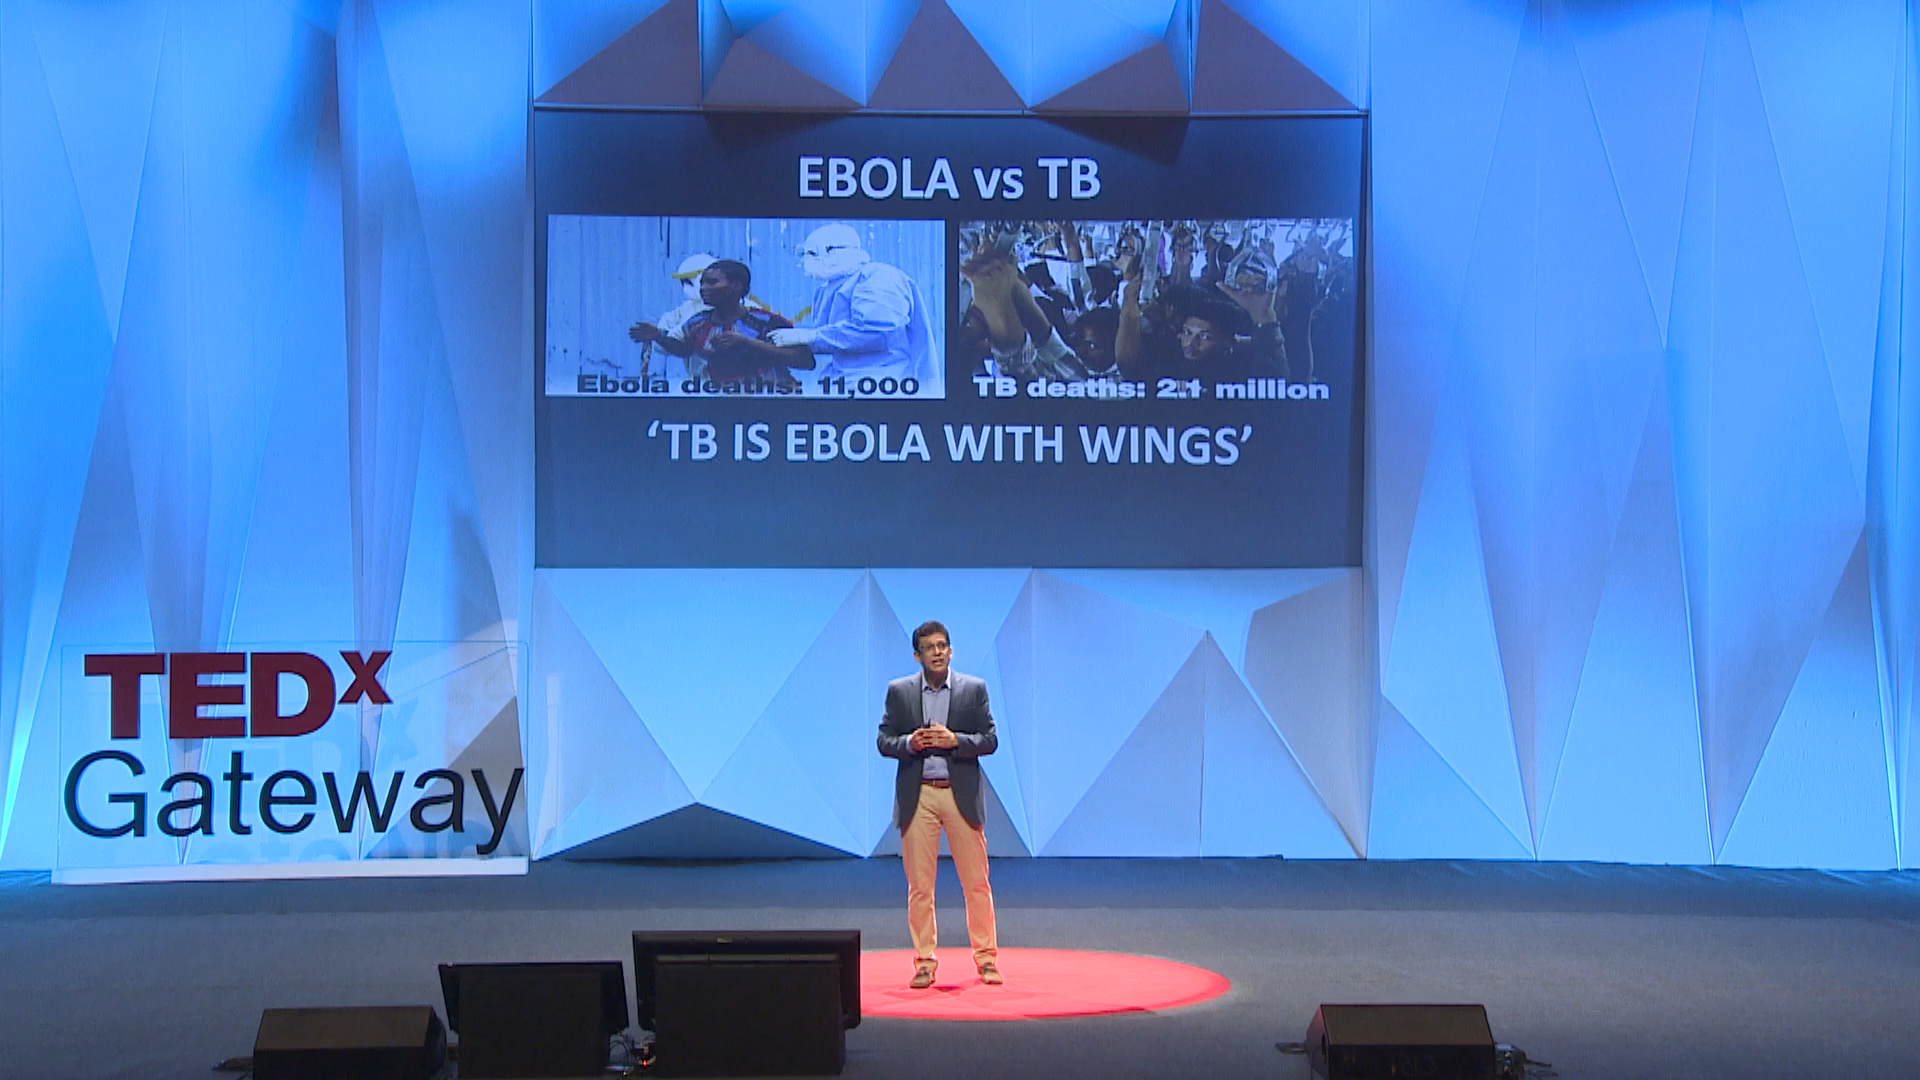 EBOLA vs TB
Ebola deaths: 11,000
TB deaths: 2.1 million
‘TB IS EBOLA WITH WINGS’
TEDx
Gateway